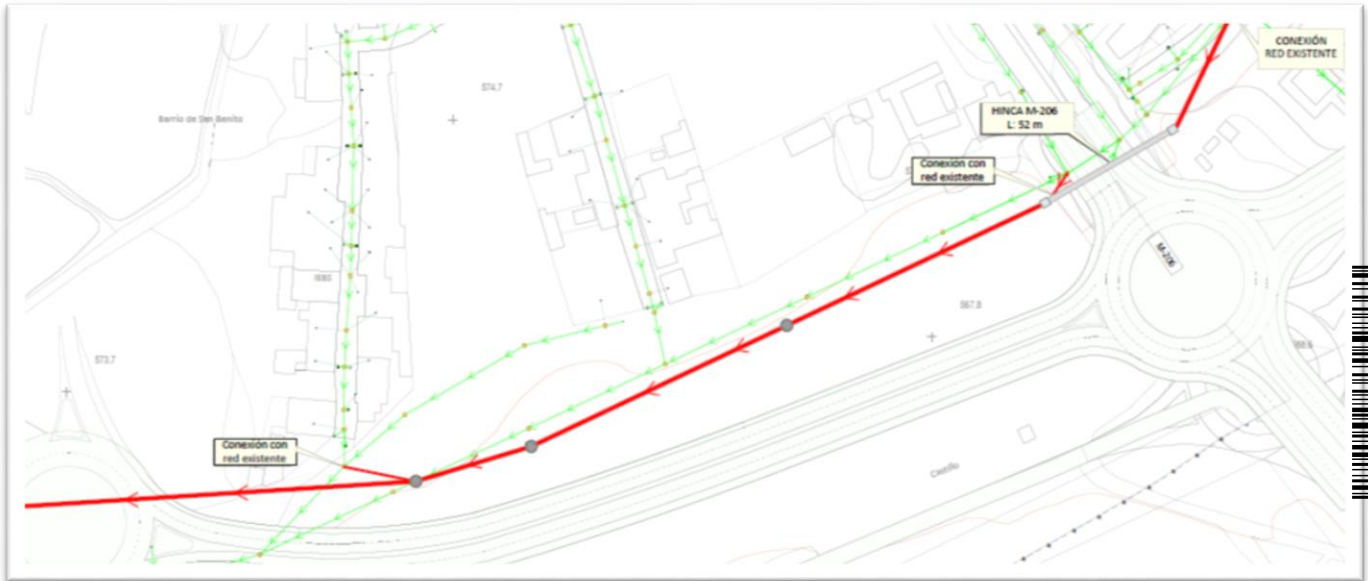 CONEXIÓN
RED EXISTENTE
574.7
HINCA M-206
L: 52 m
Barrio de San Benito
Conexión con
red existente
M-206
567.8
573.7
Conexión con
red existente
Castillo